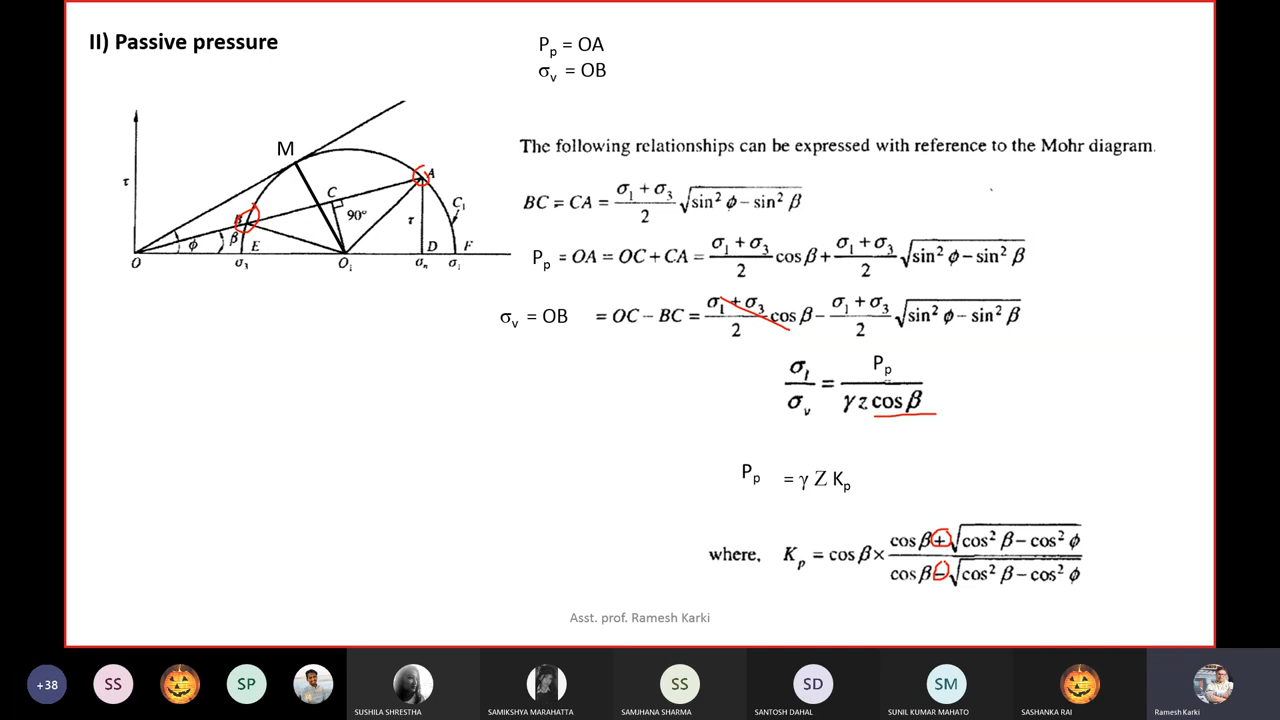 II) Passive pressure
Pp = OA
σv = OB
The following relationships can be expressed with reference to the Mohr diagram.
τ
M
A
B
C
90°
C1
τ
φ
β
E
D
F
O
σ3
O1
σn
σ1
BC = CA = (σ1 + σ3)/2 √(sin² φ – sin² β)
Pp = OA = OC + CA = (σ1 + σ3)/2 cos β + (σ1 + σ3)/2 √(sin² φ – sin² β)
σv = OB = OC – BC = (σ1 + σ3)/2 cos β – (σ1 + σ3)/2 √(sin² φ – sin² β)
σl/σv = Pp/(γ z cos β)
Pp = γ Z Kp
where, Kp = cos β × (cos β + √(cos² β – cos² φ))/(cos β – √(cos² β – cos² φ))
Asst. prof. Ramesh Karki
+38
SS
SP
SS
SD
SM
SUSHILA SHRESTHA
SAMIKSHYA MARAHATTA
SAMJHANA SHARMA
SANTOSH DAHAL
SUNIL KUMAR MAHATO
SASHANKA RAI
Ramesh Karki